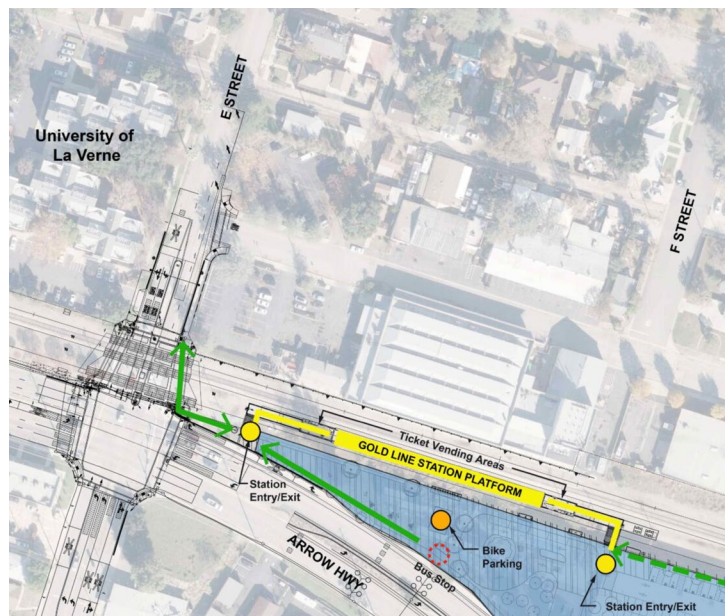 E STREET
University of
La Verne
F STREET
Ticket Vending Areas
GOLD LINE STATION PLATFORM
Station
Entry/Exit
Bike
Parking
ARROW HWY
Bus Stop
Station Entry/Exit